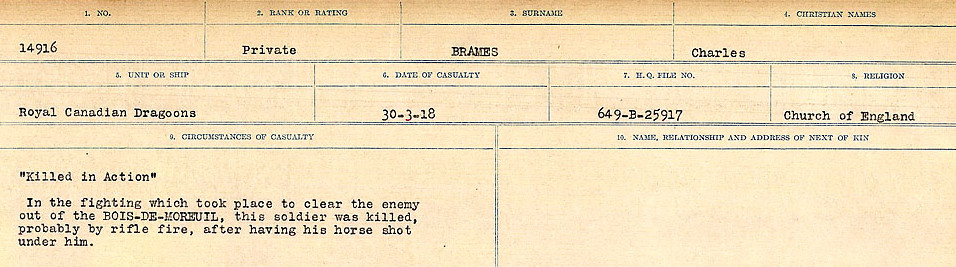 1. NO. 2. RANK OR RATING 3. SURNAME 4. CHRISTIAN NAMES
14916 Private BRAMES Charles
5. UNIT OR SHIP 6. DATE OF CASUALTY 7. H.Q. FILE NO. 8. RELIGION
Royal Canadian Dragoons 30-3-18 649-B-25917 Church of England
9. CIRCUMSTANCES OF CASUALTY 10. NAME, RELATIONSHIP AND ADDRESS OF NEXT OF KIN
"Killed in Action"
In the fighting which took place to clear the enemy
out of the BOIS-DE-MOREUIL, this soldier was killed,
probably by rifle fire, after having his horse shot
under him.